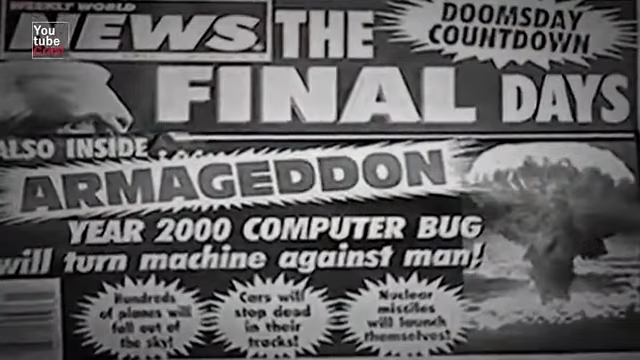 You
tube
WEEKLY WORLD
NEWS
THE
DOOMSDAY
COUNTDOWN
FINAL DAYS
ALSO INSIDE
ARMAGEDDON
YEAR 2000 COMPUTER BUG
will turn machine against man!
Hundreds
of planes will
fall out of
the sky!
Cars will
stop dead
in their
tracks!
Nuclear
missiles
will launch
themselves!